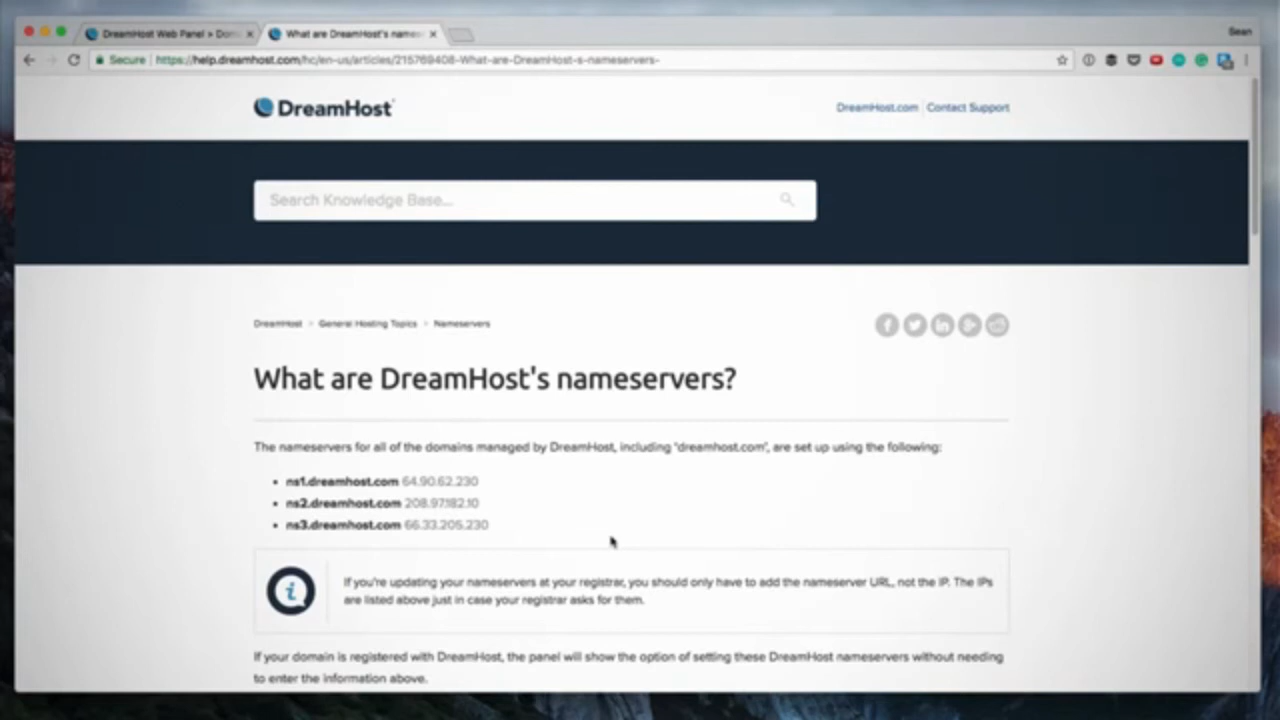 DreamHost Web Panel > Dom
What are DreamHost's names
Sean
Secure https://help.dreamhost.com/hc/en-us/articles/215769408-What-are-DreamHost-s-nameservers-
DreamHost
DreamHost.com Contact Support
Search Knowledge Base...
DreamHost > General Hosting Topics > Nameservers
What are DreamHost's nameservers?
The nameservers for all of the domains managed by DreamHost, including "dreamhost.com", are set up using the following:
• ns1.dreamhost.com 64.90.62.230
• ns2.dreamhost.com 208.97.182.10
• ns3.dreamhost.com 66.33.205.230
If you're updating your nameservers at your registrar, you should only have to add the nameserver URL, not the IP. The IPs
are listed above just in case your registrar asks for them.
If your domain is registered with DreamHost, the panel will show the option of setting these DreamHost nameservers without needing
to enter the information above.